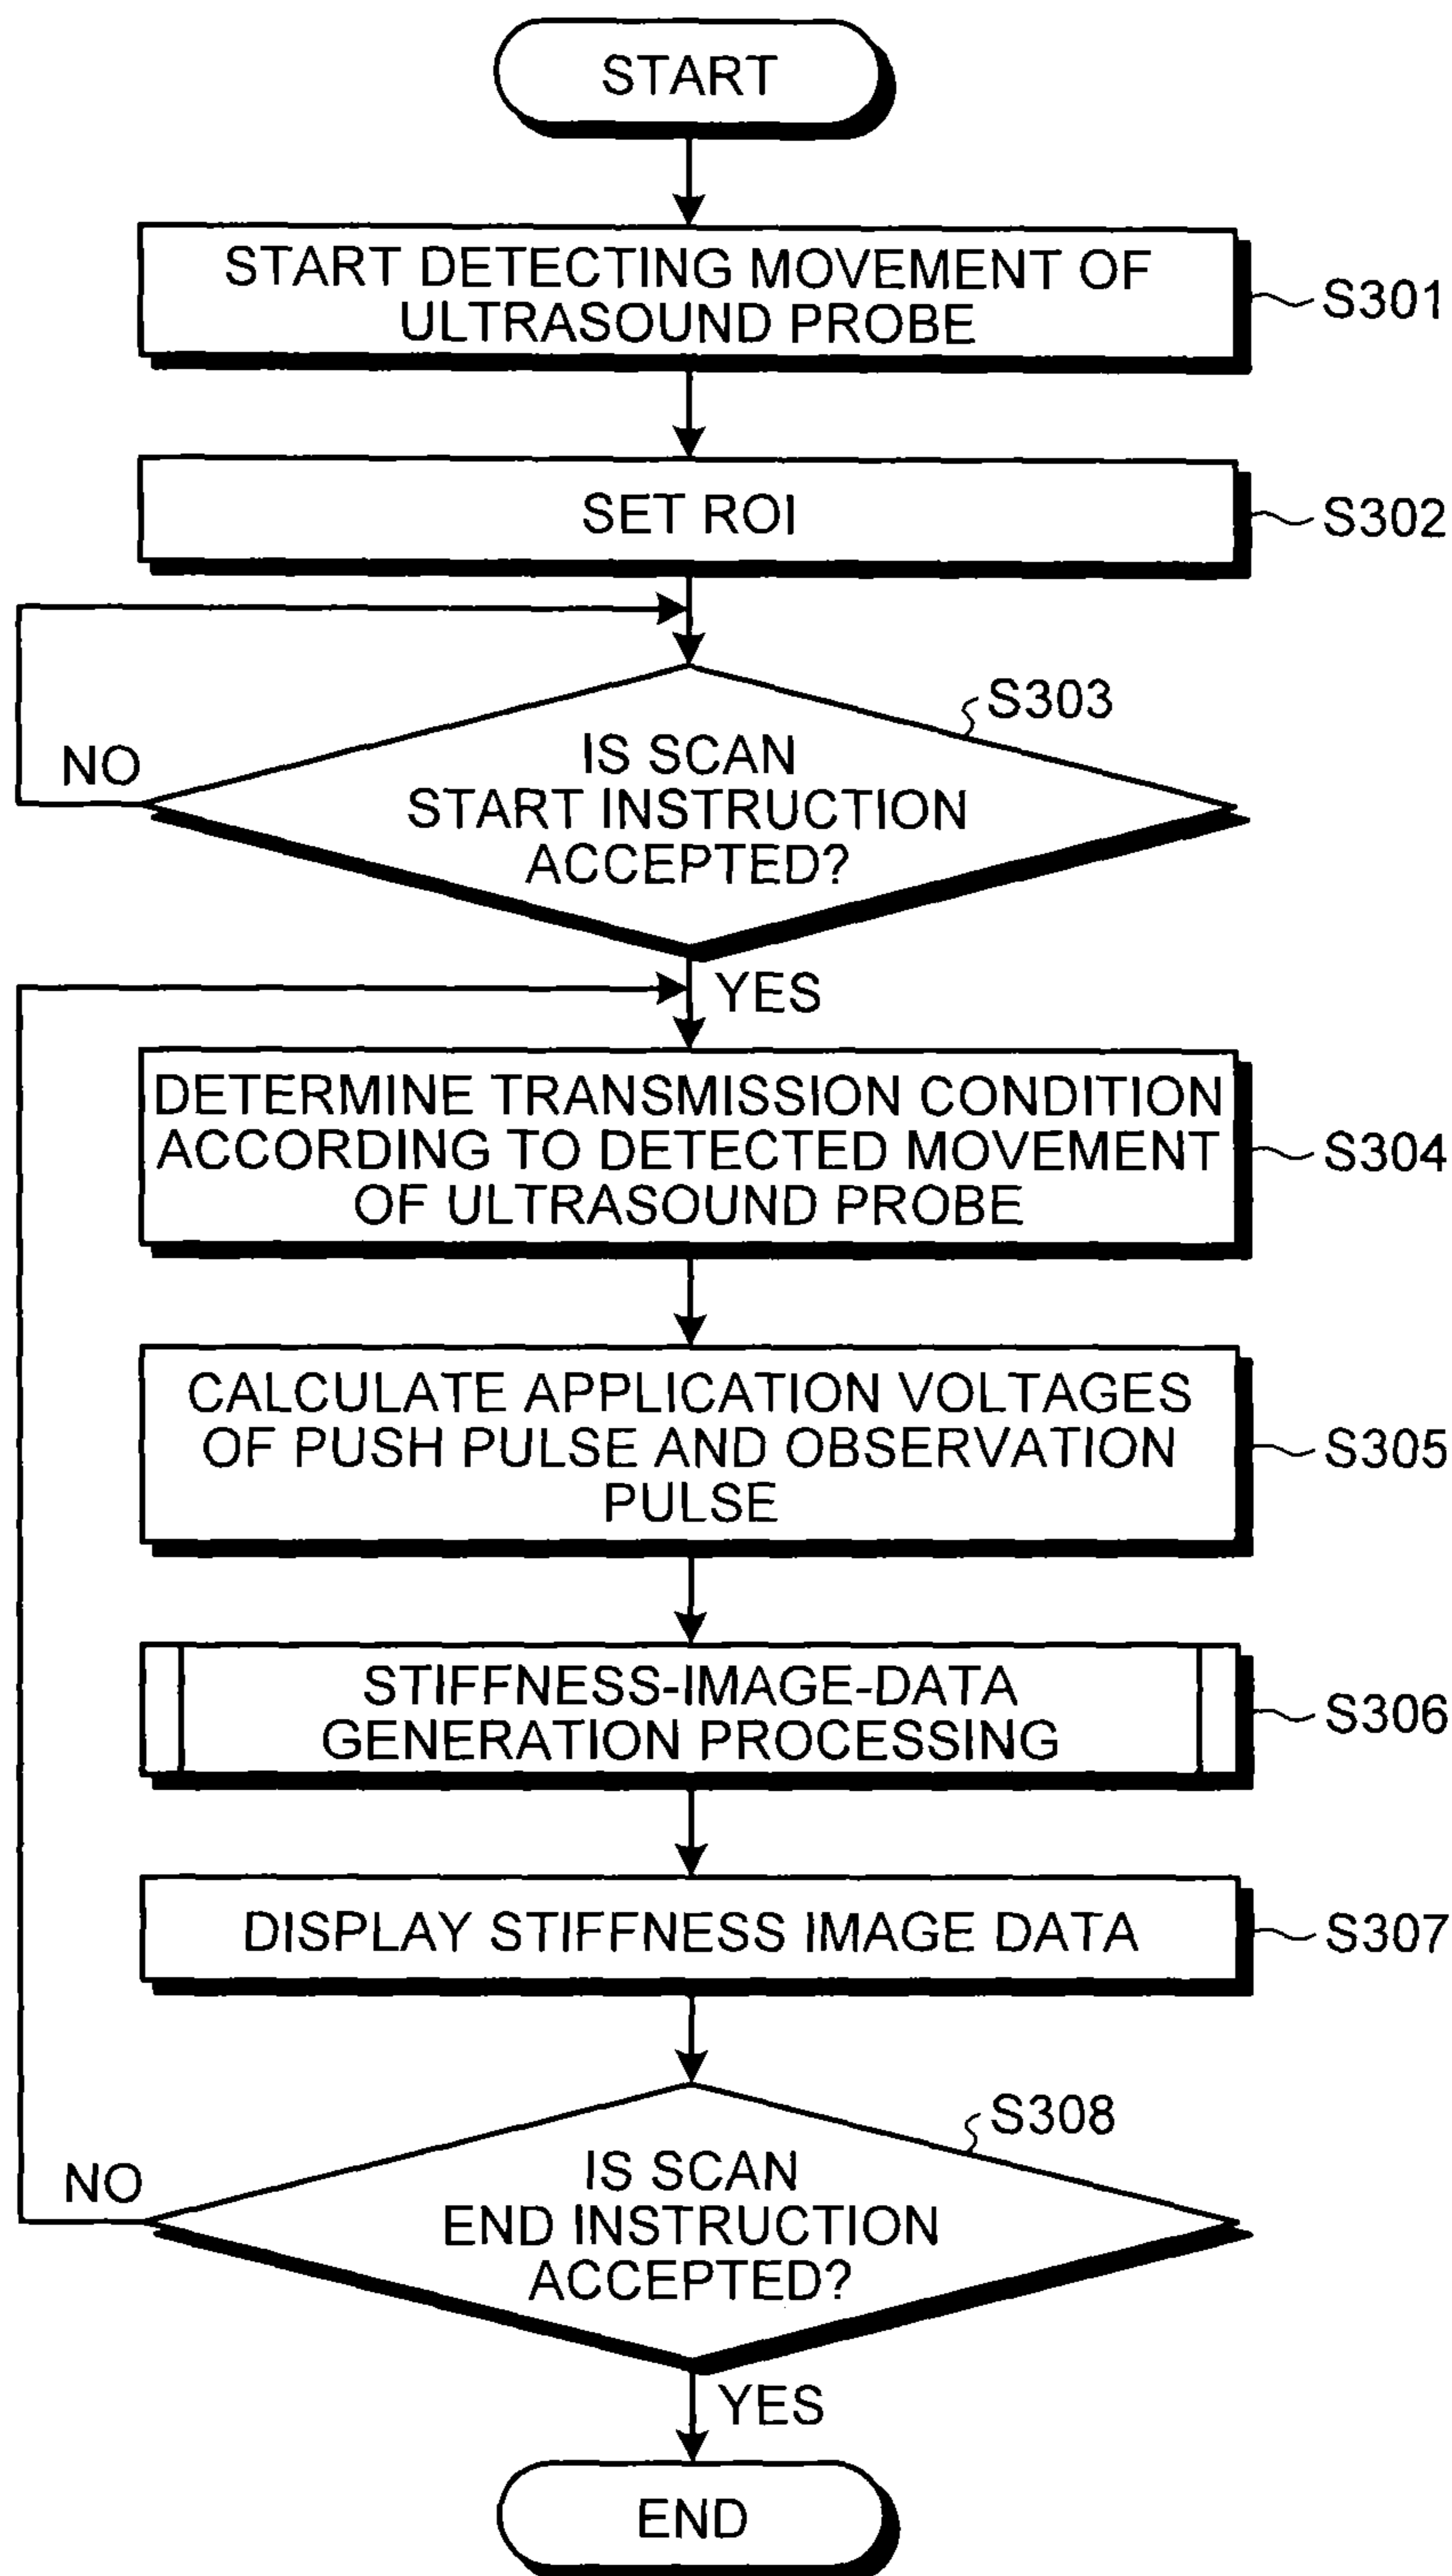 START
START DETECTING MOVEMENT OF
ULTRASOUND PROBE
S301
SET ROI
S302
S303
IS SCAN
START INSTRUCTION
ACCEPTED?
NO
YES
DETERMINE TRANSMISSION CONDITION
ACCORDING TO DETECTED MOVEMENT
OF ULTRASOUND PROBE
S304
CALCULATE APPLICATION VOLTAGES
OF PUSH PULSE AND OBSERVATION
PULSE
S305
STIFFNESS-IMAGE-DATA
GENERATION PROCESSING
S306
DISPLAY STIFFNESS IMAGE DATA
S307
S308
IS SCAN
END INSTRUCTION
ACCEPTED?
NO
YES
END